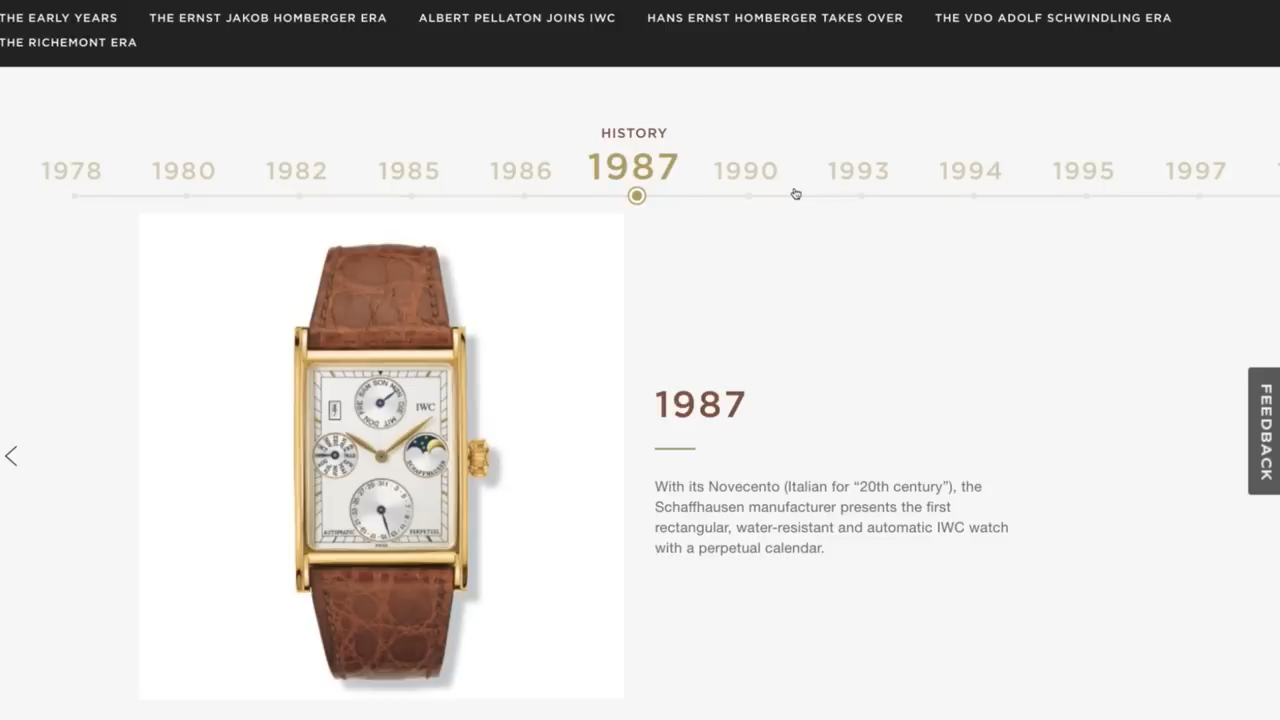 THE EARLY YEARS THE ERNST JAKOB HOMBERGER ERA ALBERT PELLATON JOINS IWC HANS ERNST HOMBERGER TAKES OVER THE VDO ADOLF SCHWINDLING ERA
THE RICHEMONT ERA
HISTORY
1978 1980 1982 1985 1986 1987 1990 1993 1994 1995 1997
IWC
SCHAFFHAUSEN
AUTOMATIC PERPETUAL
1987
With its Novecento (Italian for “20th century”), the
Schaffhausen manufacturer presents the first
rectangular, water-resistant and automatic IWC watch
with a perpetual calendar.
FEEDBACK